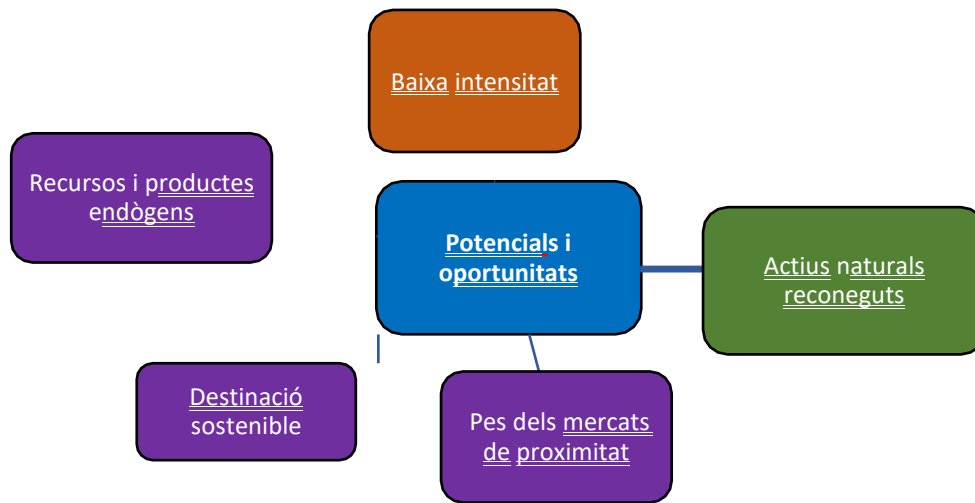 Baixa intensitat
Recursos i productes
endògens
Potencials i
oportunitats
Actius naturals
reconeguts
Destinació
sostenible
Pes dels mercats
de proximitat